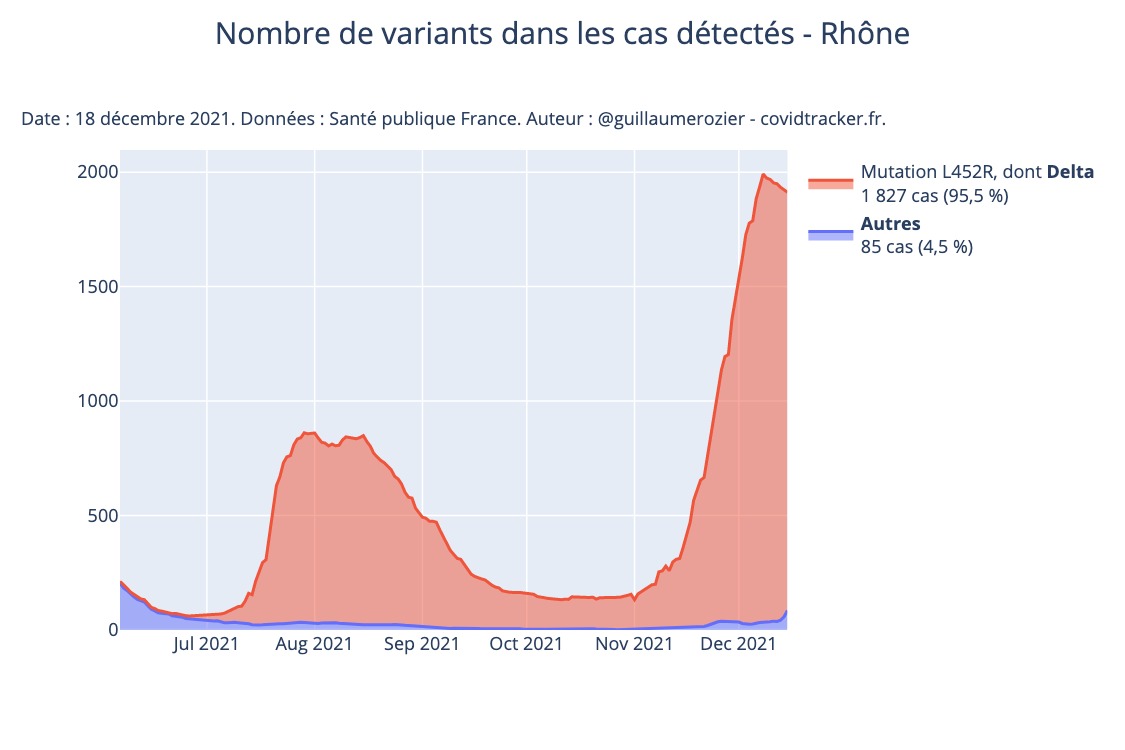 Nombre de variants dans les cas détectés - Rhône
Date : 18 décembre 2021. Données : Santé publique France. Auteur : @guillaumerozier - covidtracker.fr.
2000
1500
1000
500
0
Jul 2021
Aug 2021
Sep 2021
Oct 2021
Nov 2021
Dec 2021
Mutation L452R, dont Delta
1 827 cas (95,5 %)
Autres
85 cas (4,5 %)